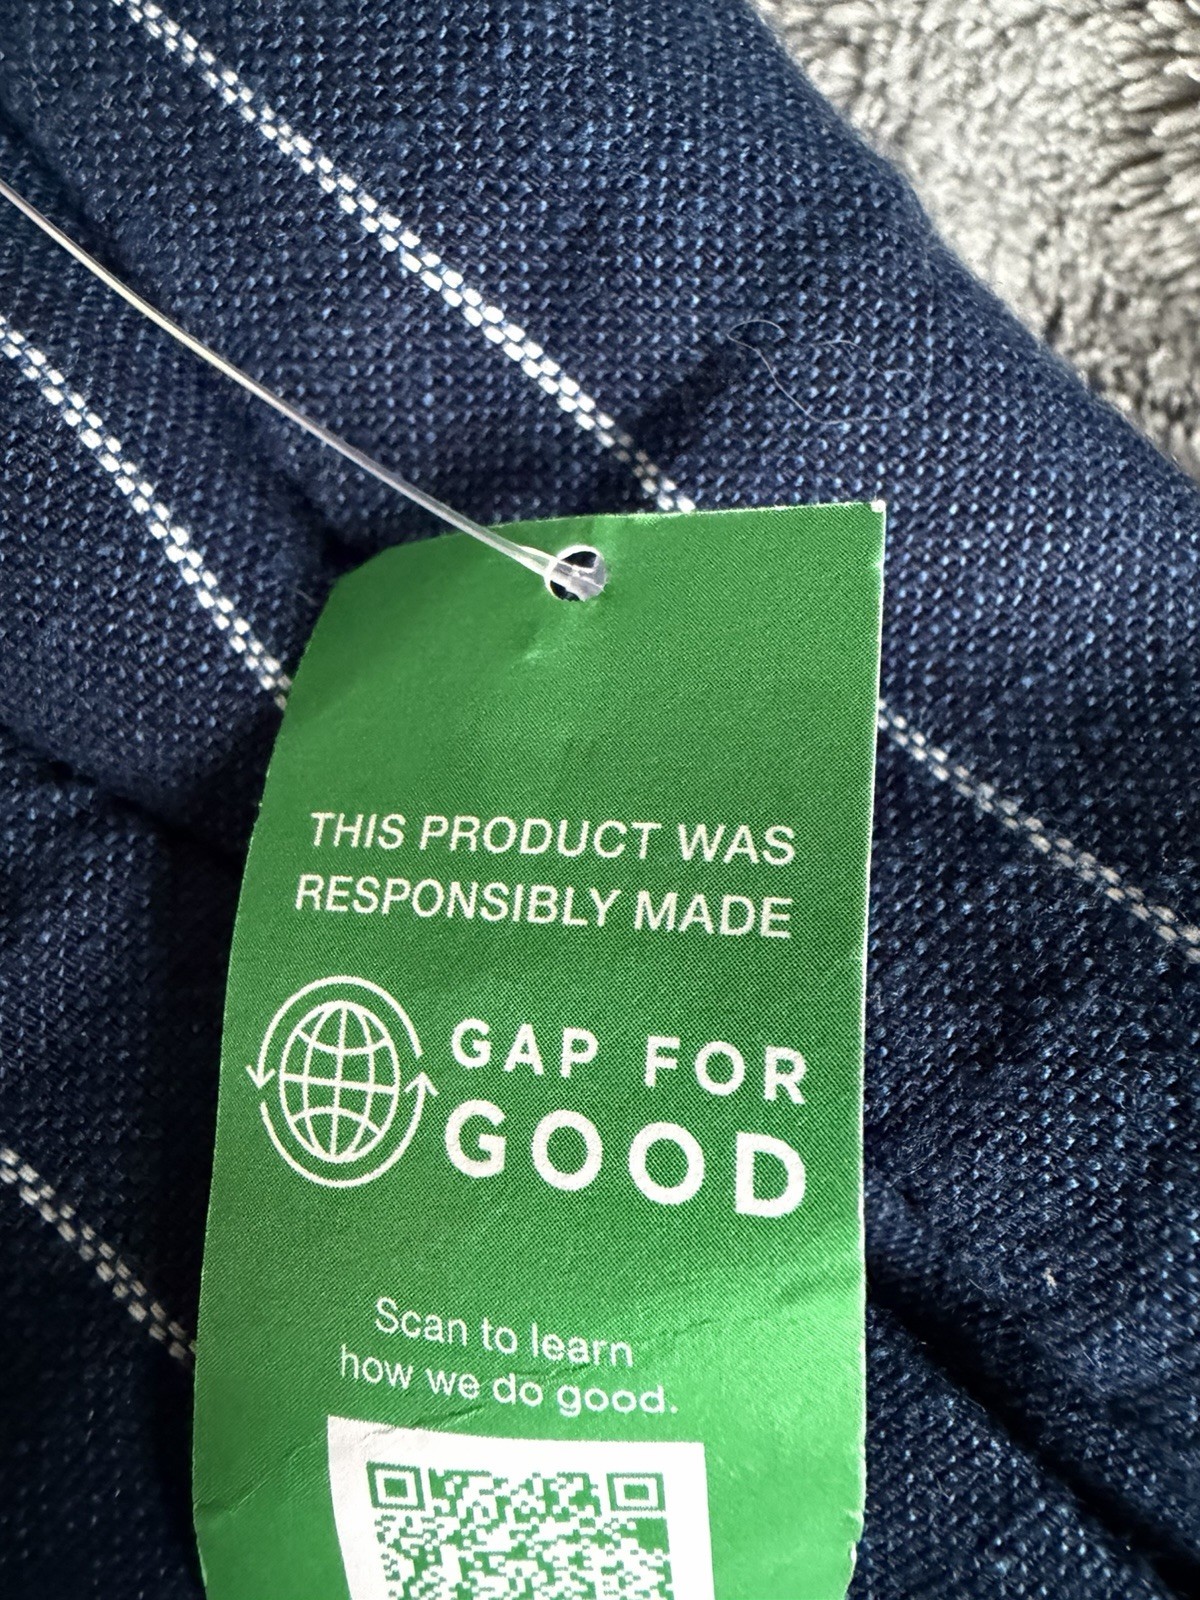 THIS PRODUCT WAS
RESPONSIBLY MADE
GAP FOR
GOOD
Scan to learn
how we do good.